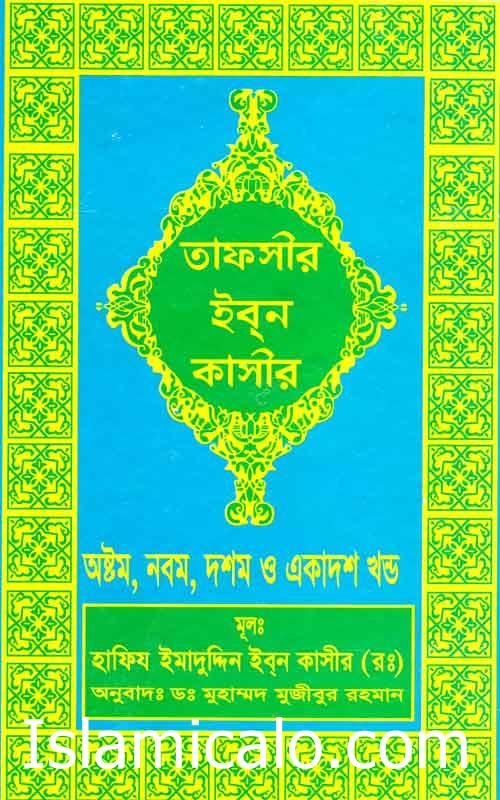 তাফসীর
ইব্‌ন
কাসীর
অষ্টম, নবম, দশম ও একাদশ খন্ড
মূলঃ
হাফিয ইমাদুদ্দিন ইব্‌ন কাসীর (রঃ)
অনুবাদঃ ডঃ মুহাম্মদ মুজীবুর রহমান
Islamicalo.com